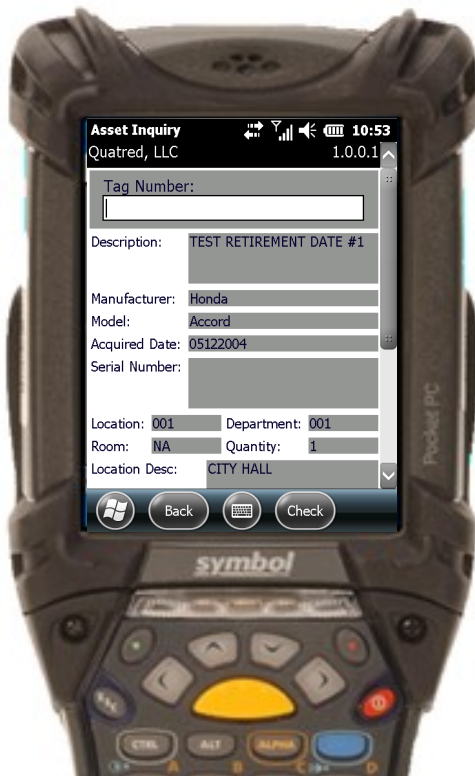 Asset Inquiry 10:53
Quatred, LLC 1.0.0.1
Tag Number:
Description: TEST RETIREMENT DATE #1
Manufacturer: Honda
Model: Accord
Acquired Date: 05122004
Serial Number:
Location: 001 Department: 001
Room: NA Quantity: 1
Location Desc: CITY HALL
Back Check
Pocket PC
symbol
ESC
CTRL ALT ALPHA
A B C D